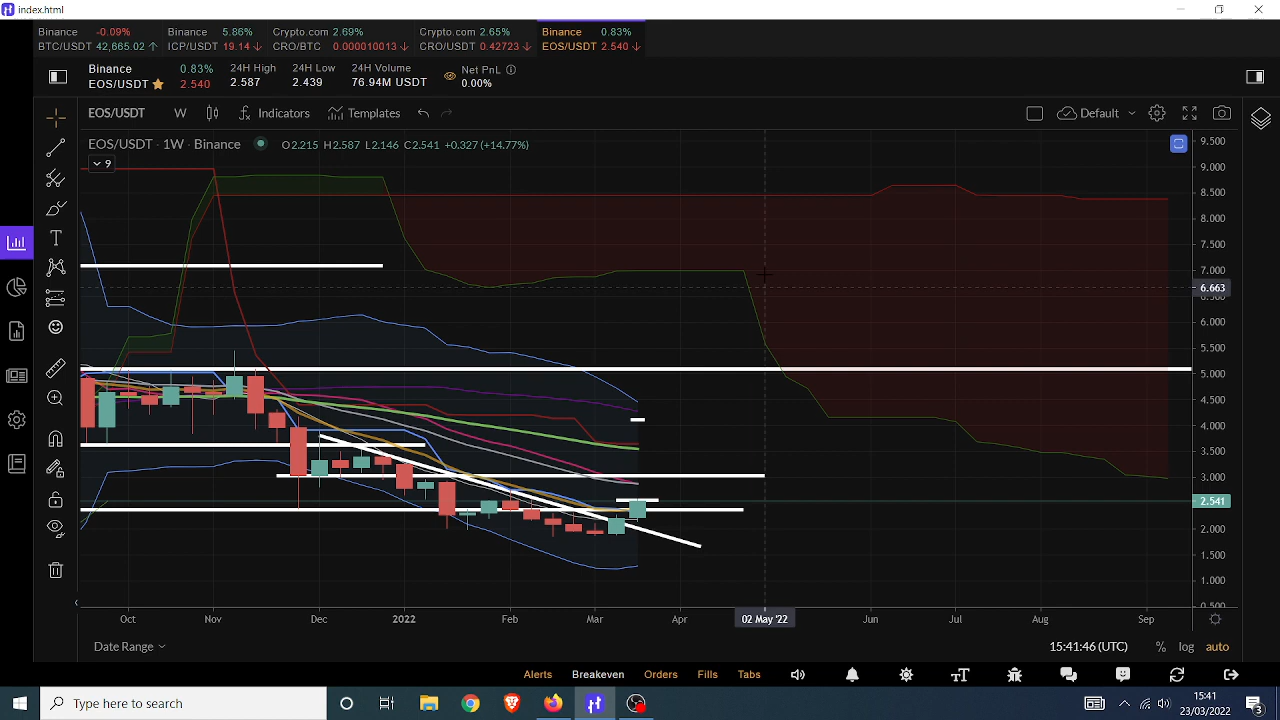 index.html
Binance -0.09%
BTC/USDT 42,665.02 ↑
Binance 5.86%
ICP/USDT 19.14 ↓
Crypto.com 2.69%
CRO/BTC 0.000010013 ↓
Crypto.com 2.65%
CRO/USDT 0.42723 ↓
Binance 0.83%
EOS/USDT 2.540 ↓
Binance 0.83%
EOS/USDT 2.540
24H High
2.587
24H Low
2.439
24H Volume
76.94M USDT
Net PnL
0.00%
EOS/USDT W Indicators Templates Default
EOS/USDT · 1W · Binance O2.215 H2.587 L2.146 C2.541 +0.327 (+14.77%)
9
9.500
9.000
8.500
8.000
7.500
7.000
6.663
6.500
6.000
5.500
5.000
4.500
4.000
3.500
3.000
2.541
2.000
1.500
1.000
0.500
Oct Nov Dec 2022 Feb Mar Apr 02 May '22 Jun Jul Aug Sep
Date Range 15:41:46 (UTC) % log auto
Alerts Breakeven Orders Fills Tabs
Type here to search
15:41
23/03/2022
3